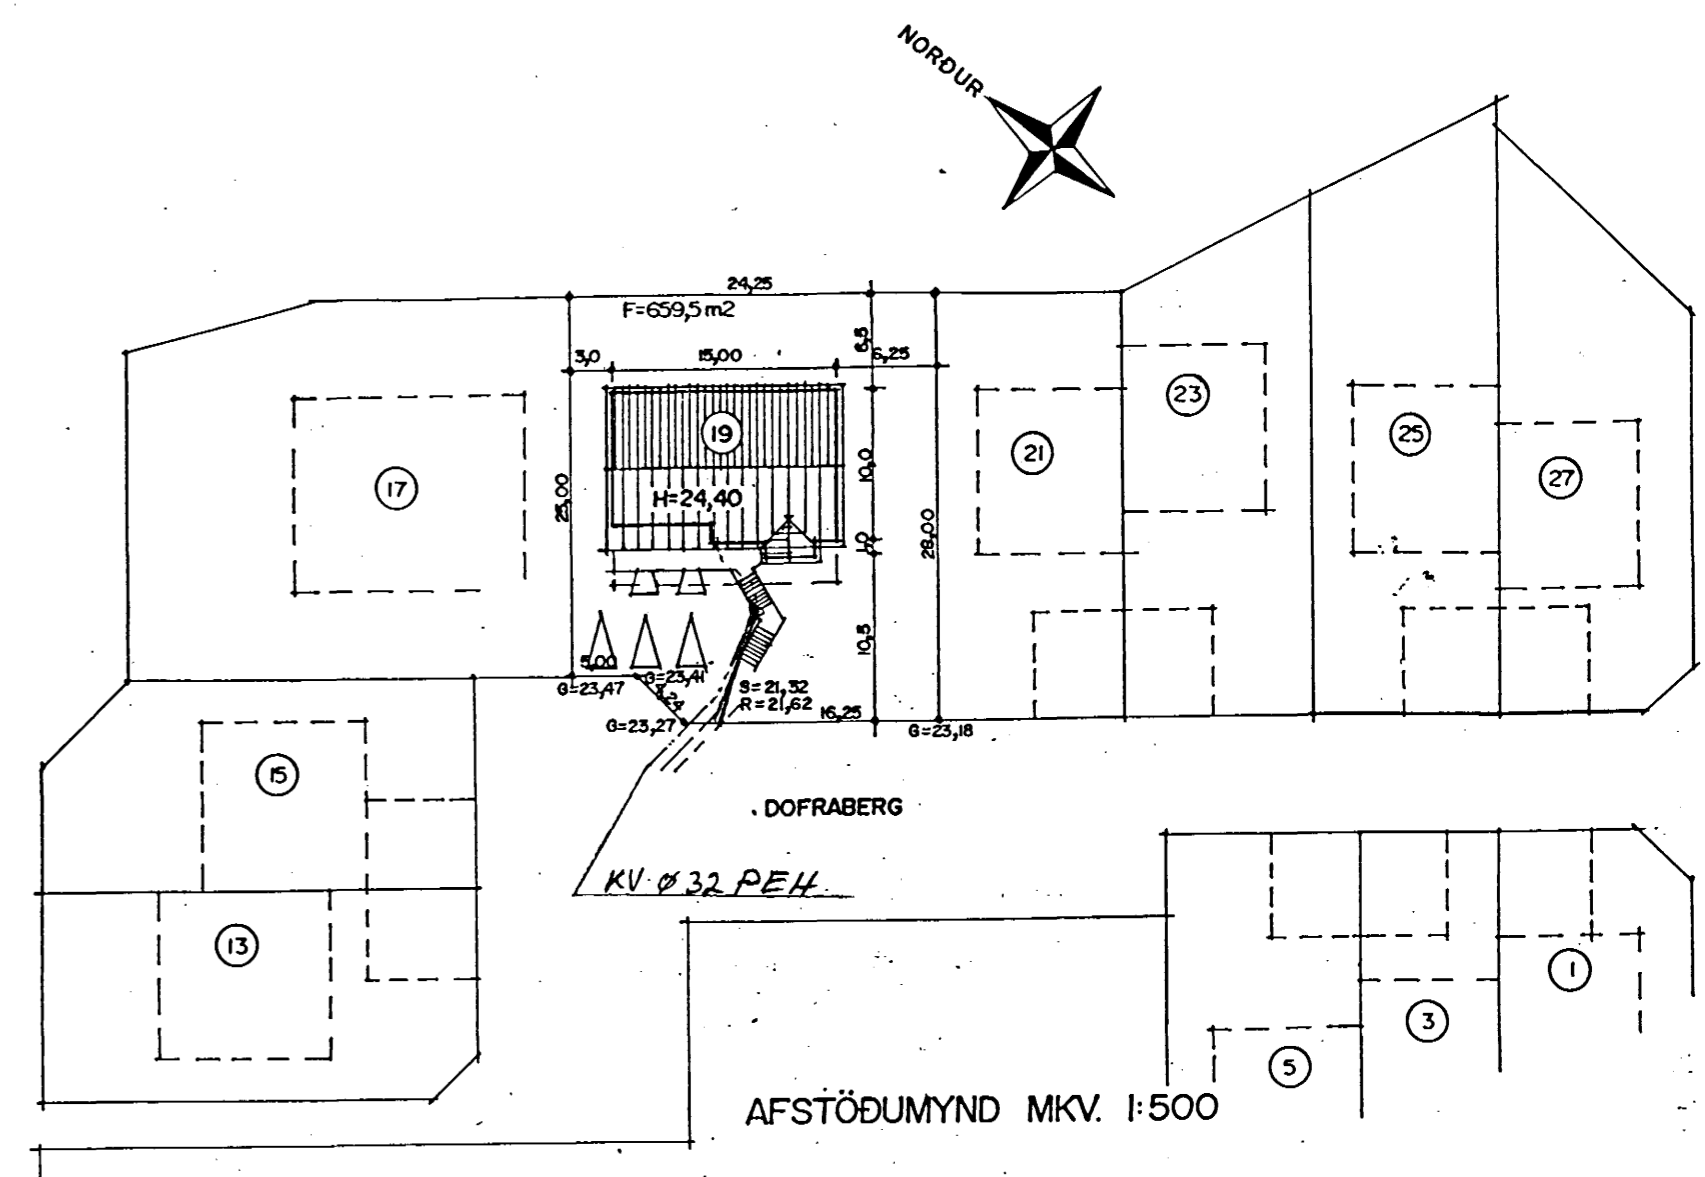 NORÐUR
24,25
F=659,5 m2
6,5
3,0
15,00
6,25
23
19
25
21
10,0
27
17
H=24,40
25,00
28,00
1,0
10,5
5,00
G=23,47
G=23,41
S=21,32
R=21,62
16,25
G=23,27
G=23,18
15
DOFRABERG
KV Ø 32 PEH
13
1
3
5
AFSTÖÐUMYND MKV. 1:500